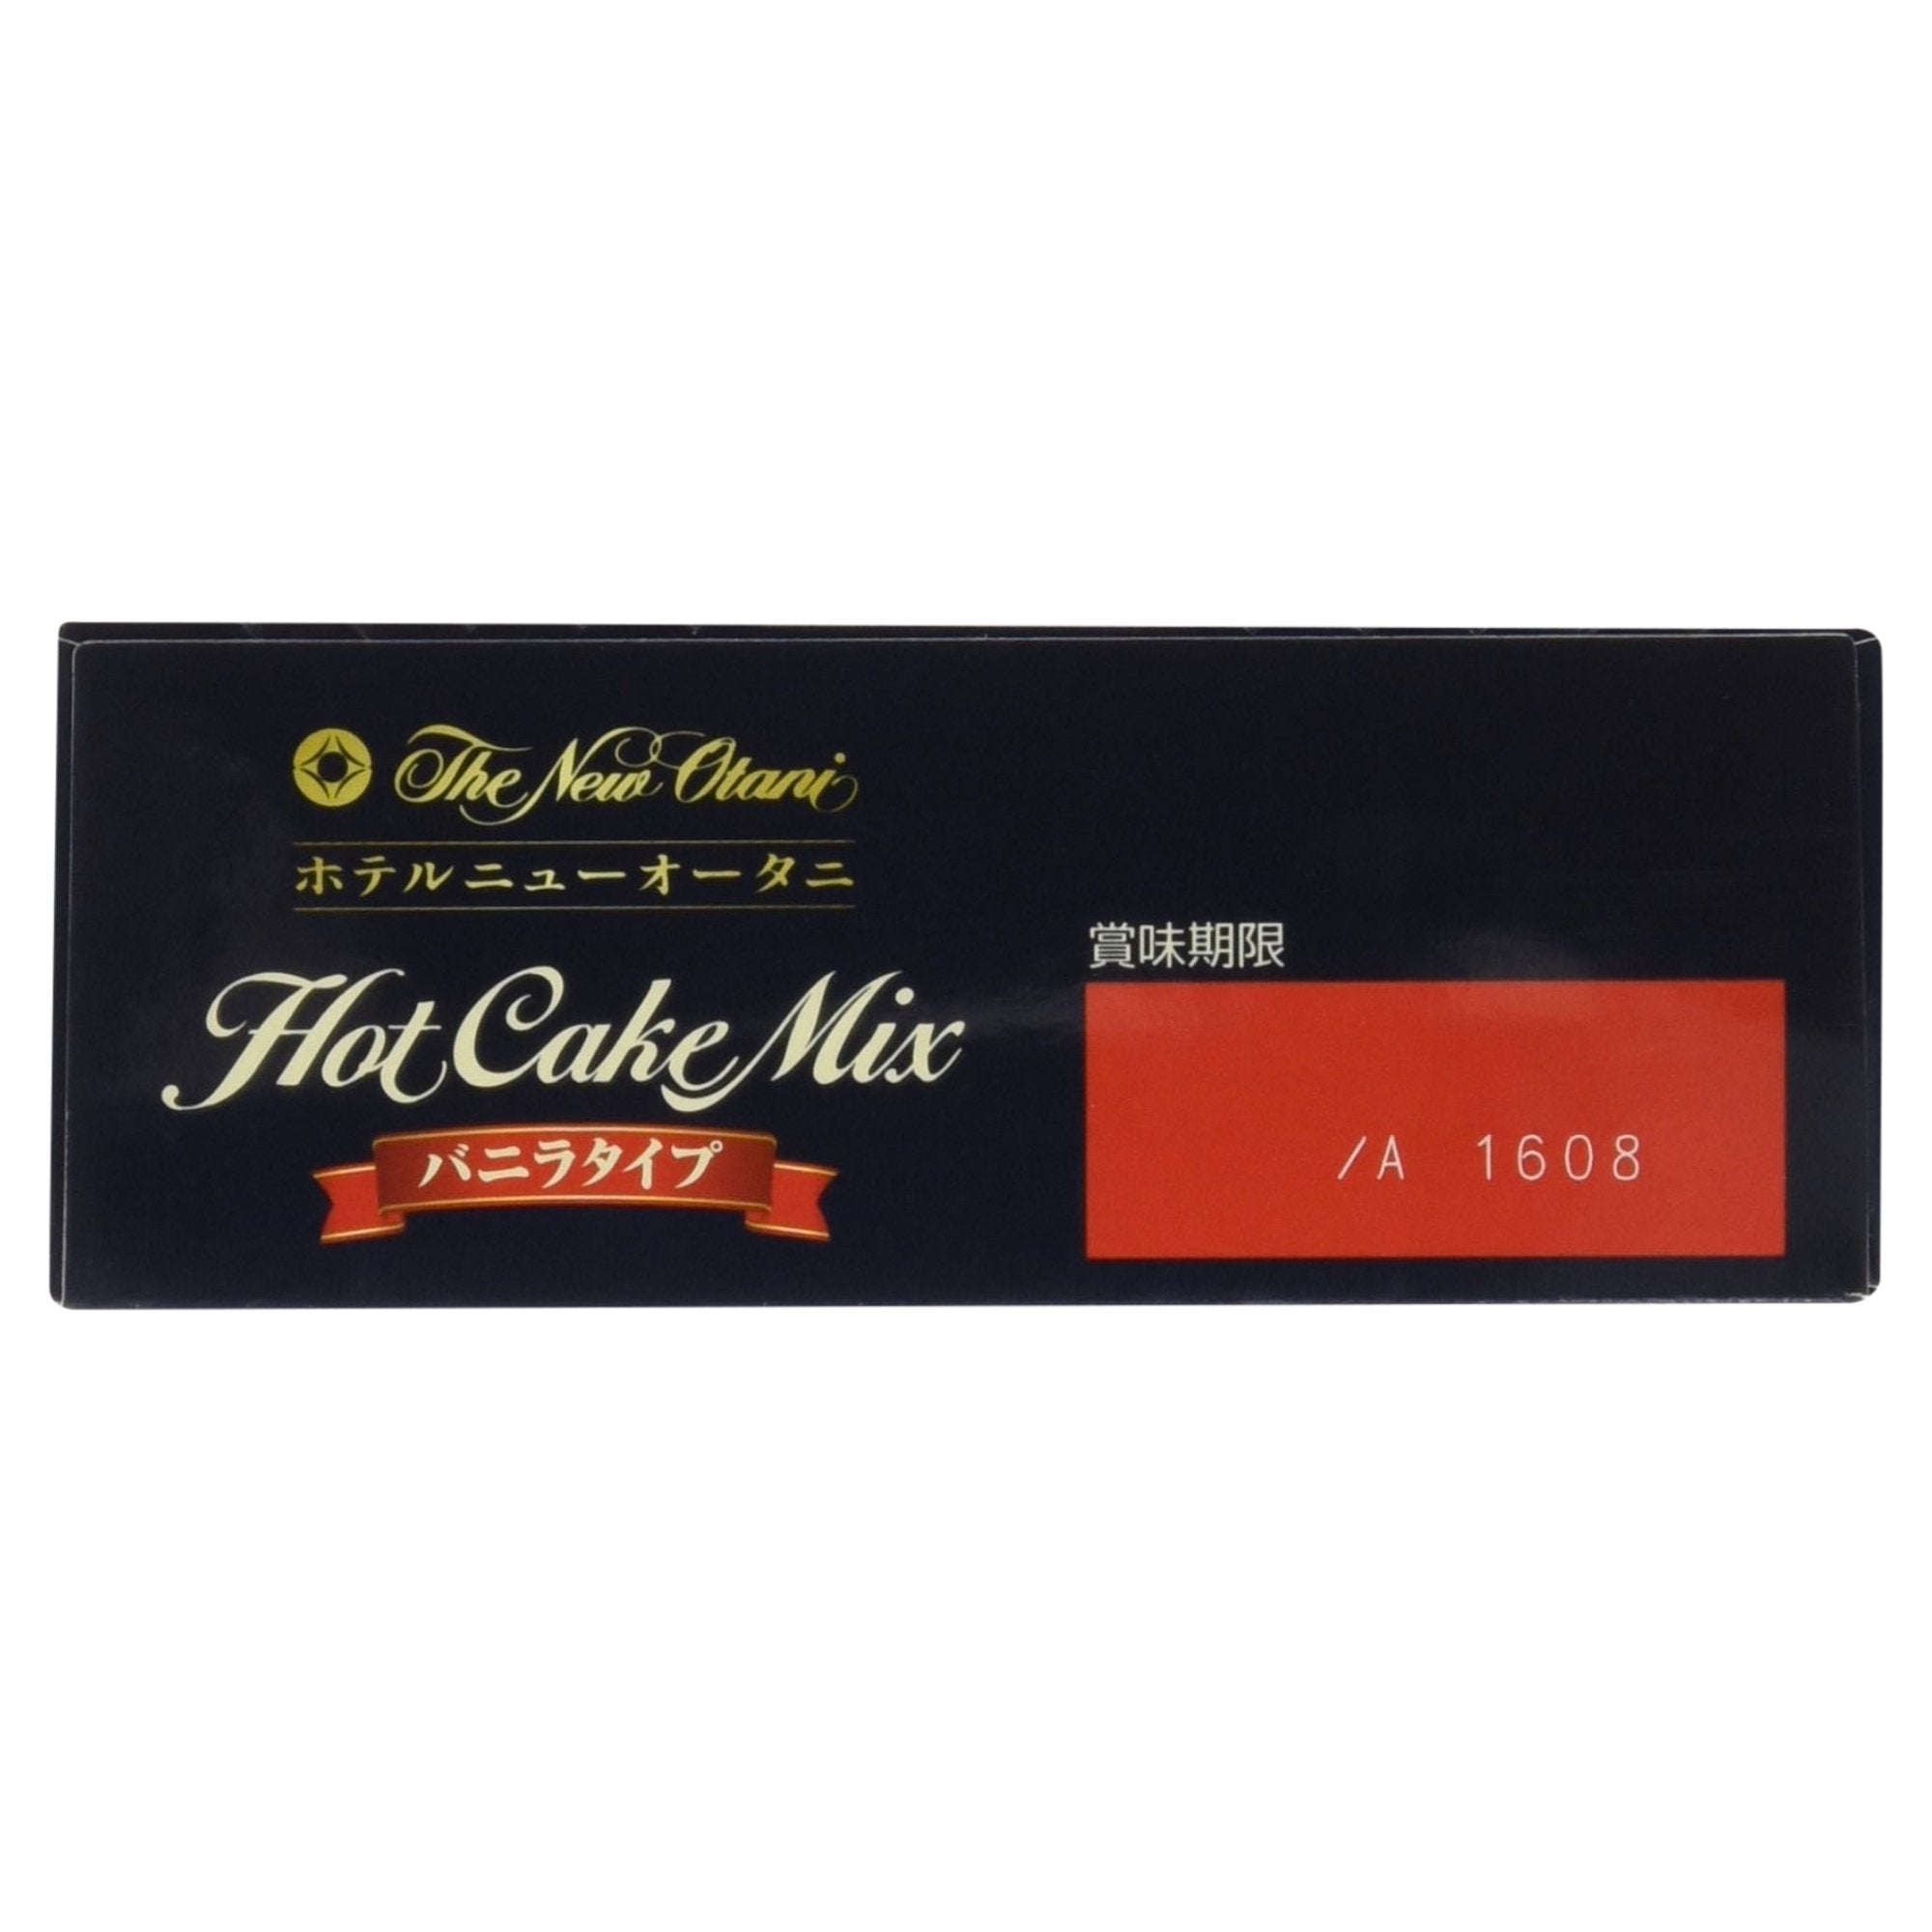 The New Otani
ホテルニューオータニ
Hot Cake Mix
バニラタイプ
賞味期限
/A 1608